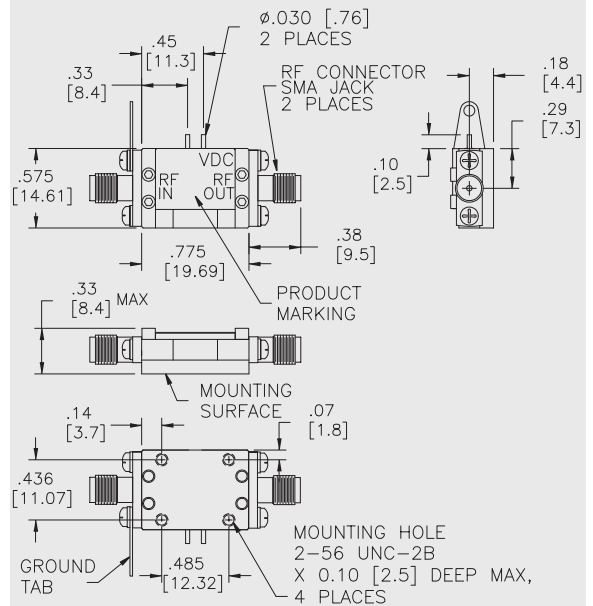 ø.030 [.76]
2 PLACES
.45
[11.3]
.33
[8.4]
RF CONNECTOR
SMA JACK
2 PLACES
.18
[4.4]
.29
[7.3]
.10
[2.5]
VDC
RF
IN
RF
OUT
.575
[14.61]
.775
[19.69]
.38
[9.5]
PRODUCT
MARKING
.33
[8.4] MAX
MOUNTING
SURFACE
.14
[3.7]
.07
[1.8]
.436
[11.07]
GROUND
TAB
.485
[12.32]
MOUNTING HOLE
2-56 UNC-2B
X 0.10 [2.5] DEEP MAX,
4 PLACES